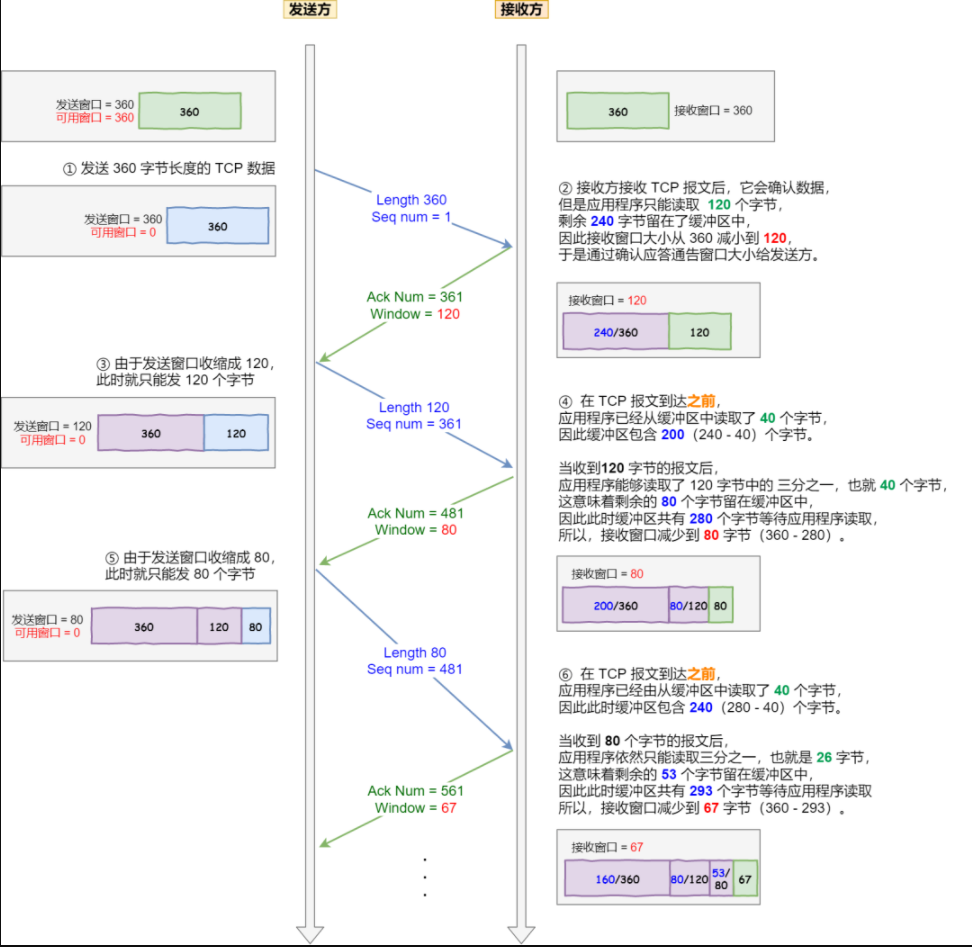 发送方
接收方
发送窗口 = 360
可用窗口 = 360
360
360
接收窗口 = 360
① 发送 360 字节长度的 TCP 数据
发送窗口 = 360
可用窗口 = 0
360
Length 360
Seq num = 1
② 接收方接收 TCP 报文后，它会确认数据，
但是应用程序只能读取 120 个字节，
剩余 240 字节留在了缓冲区中，
因此接收窗口大小从 360 减小到 120，
于是通过确认应答通告窗口大小给发送方。
Ack Num = 361
Window = 120
接收窗口 = 120
240/360
120
③ 由于发送窗口收缩成 120，
此时就只能发 120 个字节
发送窗口 = 120
可用窗口 = 0
360
120
Length 120
Seq num = 361
④ 在 TCP 报文到达之前，
应用程序已经从缓冲区中读取了 40 个字节，
因此缓冲区包含 200（240 - 40）个字节。
当收到120 字节的报文后，
应用程序能够读取了 120 字节中的 三分之一，也就 40 个字节，
这意味着剩余的 80 个字节留在缓冲区中，
因此此时缓冲区共有 280 个字节等待应用程序读取，
所以，接收窗口减少到 80 字节（360 - 280）。
Ack Num = 481
Window = 80
接收窗口 = 80
200/360
80/120
80
⑤ 由于发送窗口收缩成 80，
此时就只能发 80 个字节
发送窗口 = 80
可用窗口 = 0
360
120
80
Length 80
Seq num = 481
⑥ 在 TCP 报文到达之前，
应用程序已经由从缓冲区中读取了 40 个字节，
因此此时缓冲区包含 240（280 - 40）个字节。
当收到 80 个字节的报文后，
应用程序依然只能读取三分之一，也就是 26 字节，
这意味着剩余的 53 个字节留在缓冲区中，
因此此时缓冲区共有 293 个字节等待应用程序读取
所以，接收窗口减少到 67 字节（360 - 293）。
Ack Num = 561
Window = 67
接收窗口 = 67
160/360
80/120
53/
80
67